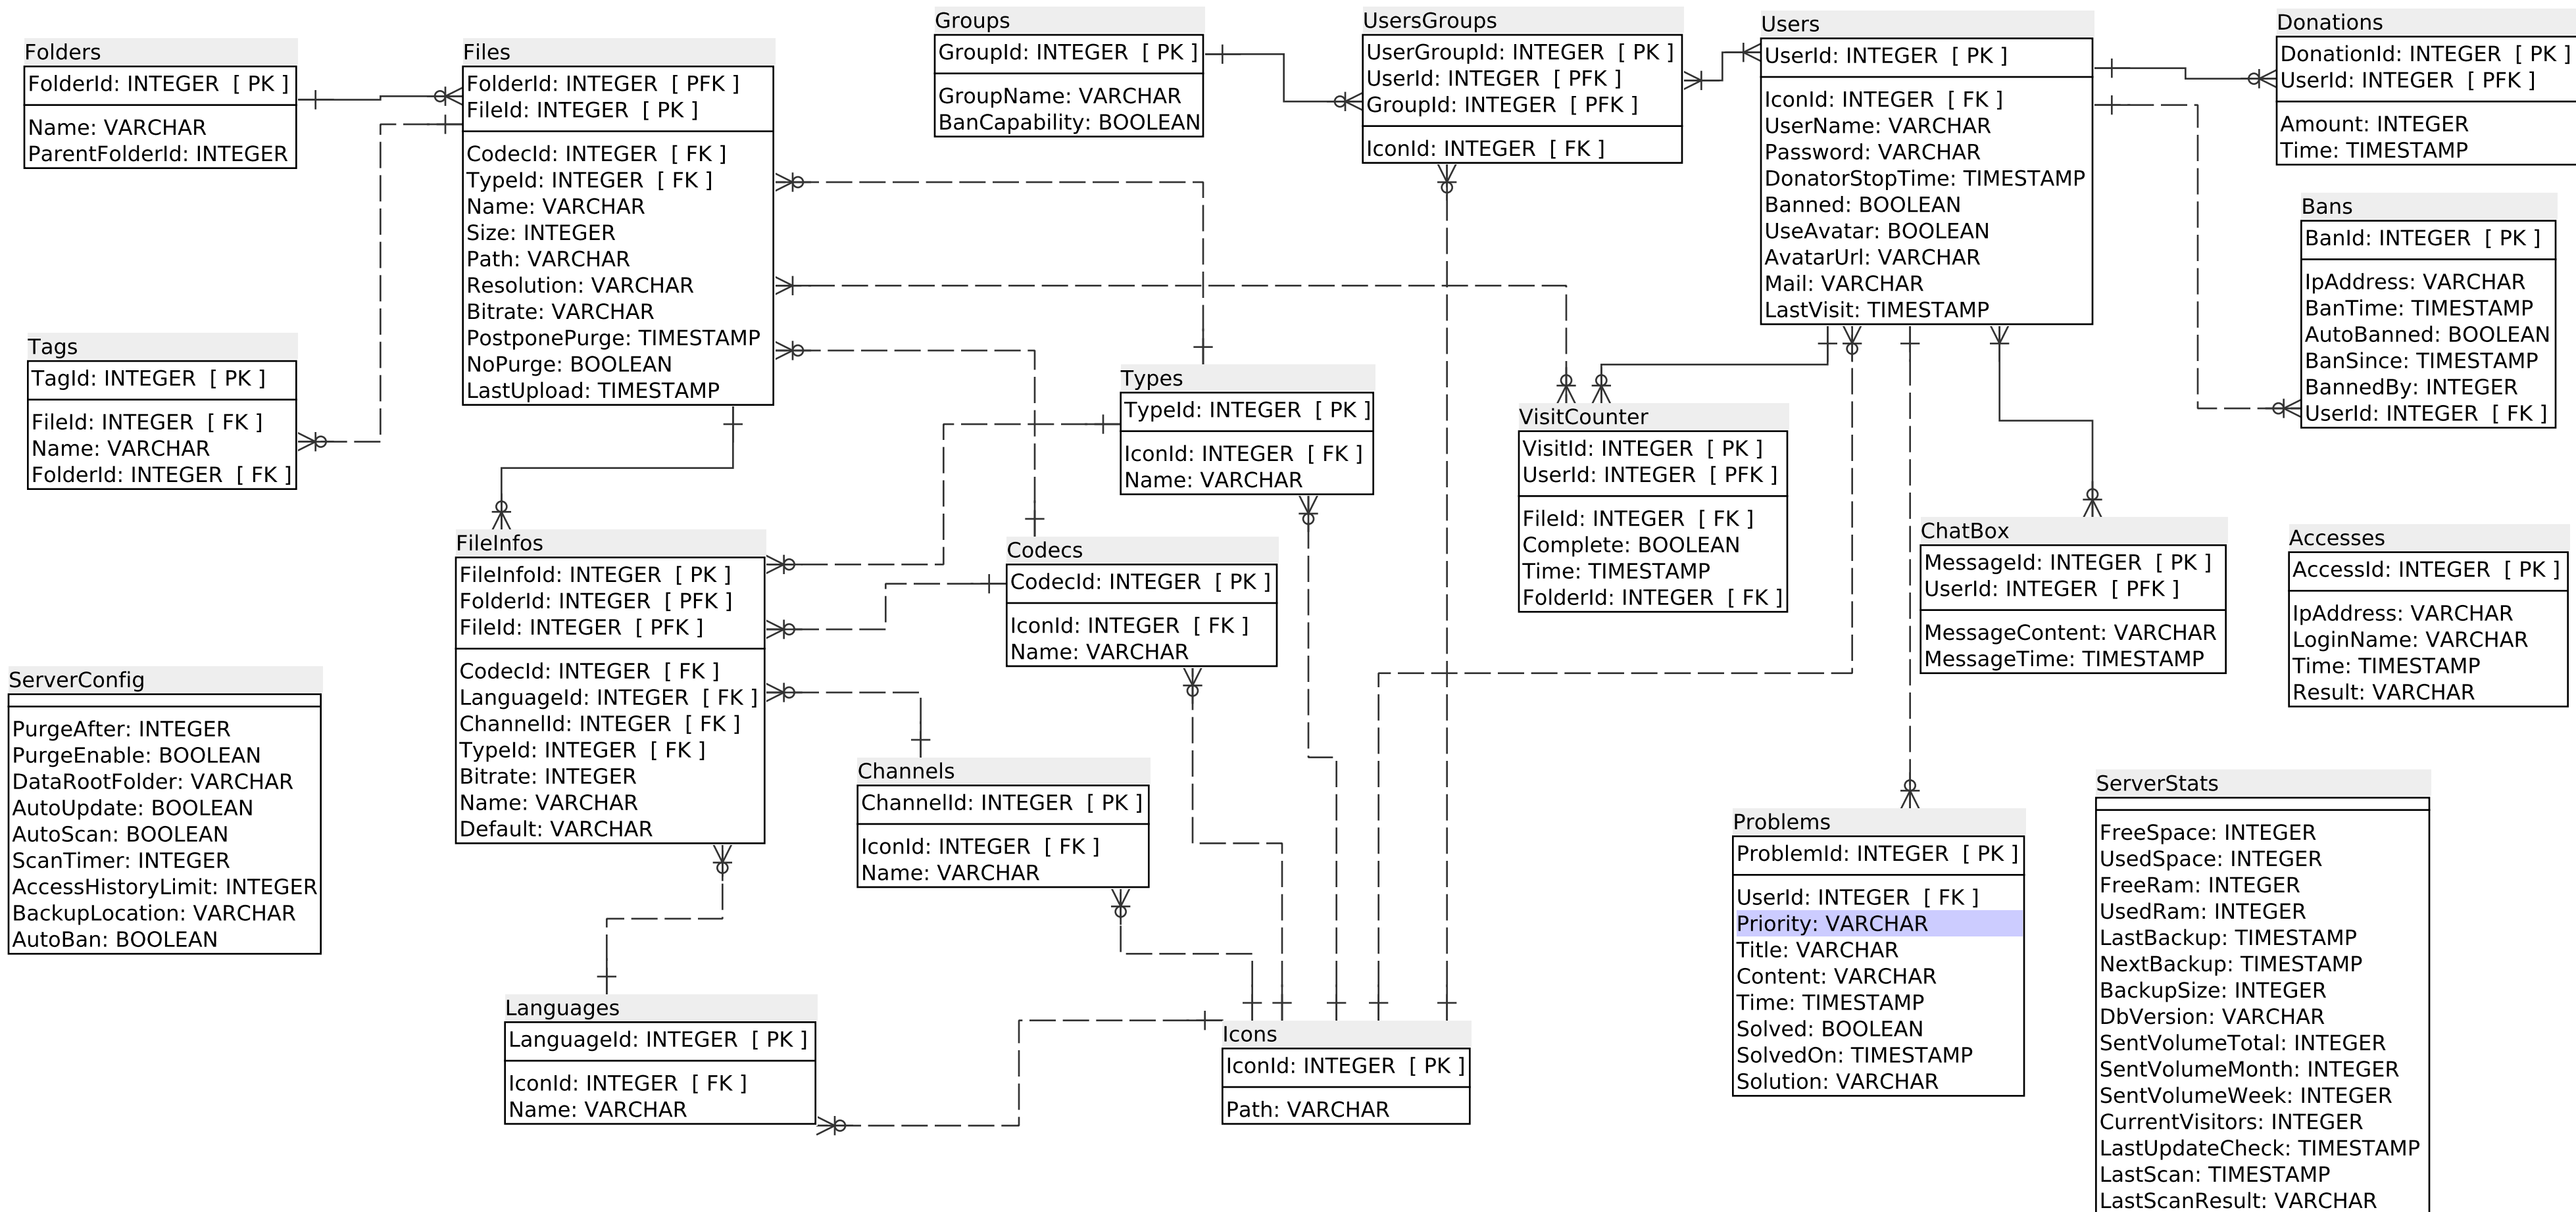 Folders
FolderId: INTEGER [ PK ]
Name: VARCHAR
ParentFolderId: INTEGER
Files
FolderId: INTEGER [ PFK ]
FileId: INTEGER [ PK ]
CodecId: INTEGER [ FK ]
TypeId: INTEGER [ FK ]
Name: VARCHAR
Size: INTEGER
Path: VARCHAR
Resolution: VARCHAR
Bitrate: VARCHAR
PostponePurge: TIMESTAMP
NoPurge: BOOLEAN
LastUpload: TIMESTAMP
Groups
GroupId: INTEGER [ PK ]
GroupName: VARCHAR
BanCapability: BOOLEAN
UsersGroups
UserGroupId: INTEGER [ PK ]
UserId: INTEGER [ PFK ]
GroupId: INTEGER [ PFK ]
IconId: INTEGER [ FK ]
Users
UserId: INTEGER [ PK ]
IconId: INTEGER [ FK ]
UserName: VARCHAR
Password: VARCHAR
DonatorStopTime: TIMESTAMP
Banned: BOOLEAN
UseAvatar: BOOLEAN
AvatarUrl: VARCHAR
Mail: VARCHAR
LastVisit: TIMESTAMP
Donations
DonationId: INTEGER [ PK ]
UserId: INTEGER [ PFK ]
Amount: INTEGER
Time: TIMESTAMP
Bans
BanId: INTEGER [ PK ]
IpAddress: VARCHAR
BanTime: TIMESTAMP
AutoBanned: BOOLEAN
BanSince: TIMESTAMP
BannedBy: INTEGER
UserId: INTEGER [ FK ]
Tags
TagId: INTEGER [ PK ]
FileId: INTEGER [ FK ]
Name: VARCHAR
FolderId: INTEGER [ FK ]
Types
TypeId: INTEGER [ PK ]
IconId: INTEGER [ FK ]
Name: VARCHAR
VisitCounter
VisitId: INTEGER [ PK ]
UserId: INTEGER [ PFK ]
FileId: INTEGER [ FK ]
Complete: BOOLEAN
Time: TIMESTAMP
FolderId: INTEGER [ FK ]
FileInfos
FileInfoId: INTEGER [ PK ]
FolderId: INTEGER [ PFK ]
FileId: INTEGER [ PFK ]
CodecId: INTEGER [ FK ]
LanguageId: INTEGER [ FK ]
ChannelId: INTEGER [ FK ]
TypeId: INTEGER [ FK ]
Bitrate: INTEGER
Name: VARCHAR
Default: VARCHAR
Codecs
CodecId: INTEGER [ PK ]
IconId: INTEGER [ FK ]
Name: VARCHAR
ChatBox
MessageId: INTEGER [ PK ]
UserId: INTEGER [ PFK ]
MessageContent: VARCHAR
MessageTime: TIMESTAMP
Accesses
AccessId: INTEGER [ PK ]
IpAddress: VARCHAR
LoginName: VARCHAR
Time: TIMESTAMP
Result: VARCHAR
ServerConfig
PurgeAfter: INTEGER
PurgeEnable: BOOLEAN
DataRootFolder: VARCHAR
AutoUpdate: BOOLEAN
AutoScan: BOOLEAN
ScanTimer: INTEGER
AccessHistoryLimit: INTEGER
BackupLocation: VARCHAR
AutoBan: BOOLEAN
Channels
ChannelId: INTEGER [ PK ]
IconId: INTEGER [ FK ]
Name: VARCHAR
Problems
ProblemId: INTEGER [ PK ]
UserId: INTEGER [ FK ]
Priority: VARCHAR
Title: VARCHAR
Content: VARCHAR
Time: TIMESTAMP
Solved: BOOLEAN
SolvedOn: TIMESTAMP
Solution: VARCHAR
ServerStats
FreeSpace: INTEGER
UsedSpace: INTEGER
FreeRam: INTEGER
UsedRam: INTEGER
LastBackup: TIMESTAMP
NextBackup: TIMESTAMP
BackupSize: INTEGER
DbVersion: VARCHAR
SentVolumeTotal: INTEGER
SentVolumeMonth: INTEGER
SentVolumeWeek: INTEGER
CurrentVisitors: INTEGER
LastUpdateCheck: TIMESTAMP
LastScan: TIMESTAMP
LastScanResult: VARCHAR
Languages
LanguageId: INTEGER [ PK ]
IconId: INTEGER [ FK ]
Name: VARCHAR
Icons
IconId: INTEGER [ PK ]
Path: VARCHAR